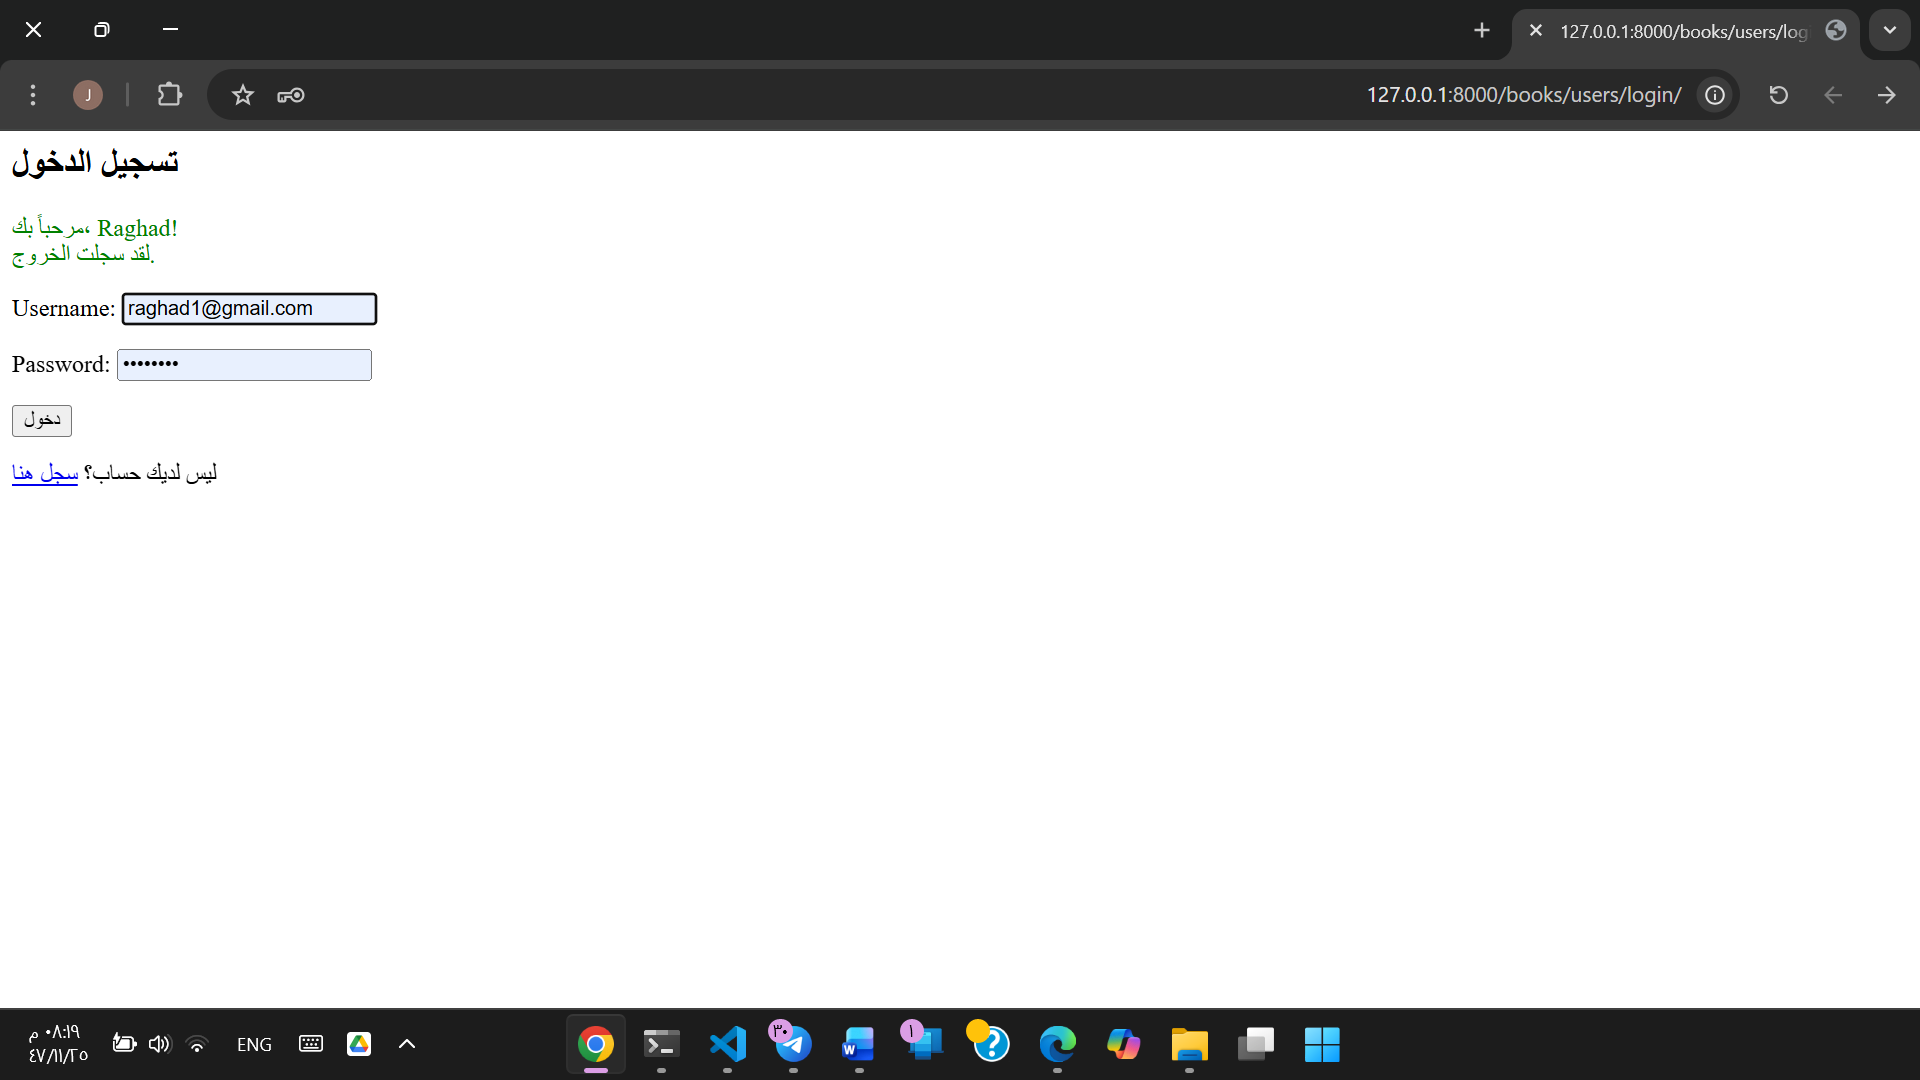 127.0.0.1:8000/books/users/log
J
127.0.0.1:8000/books/users/login/
تسجيل الدخول
مرحباً بك، Raghad!
لقد سجلت الخروج.
Username: raghad1@gmail.com
Password: ••••••••
دخول
ليس لديك حساب؟ سجل هنا
٠٨:١٩ م
٤٧/١١/٢٥
ENG
٣٠
W
١
?